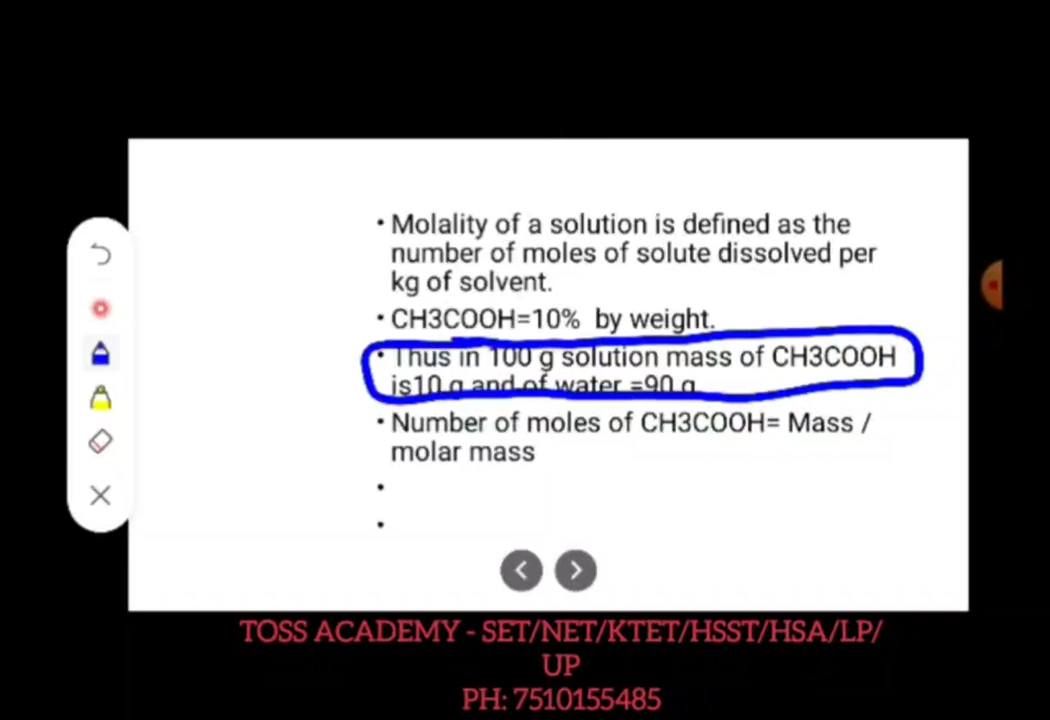 • Molality of a solution is defined as the
number of moles of solute dissolved per
kg of solvent.
• CH3COOH=10% by weight.
• Thus in 100 g solution mass of CH3COOH
is10 g and of water =90 g
• Number of moles of CH3COOH= Mass /
molar mass
•
•
TOSS ACADEMY - SET/NET/KTET/HSST/HSA/LP/
UP
PH: 7510155485